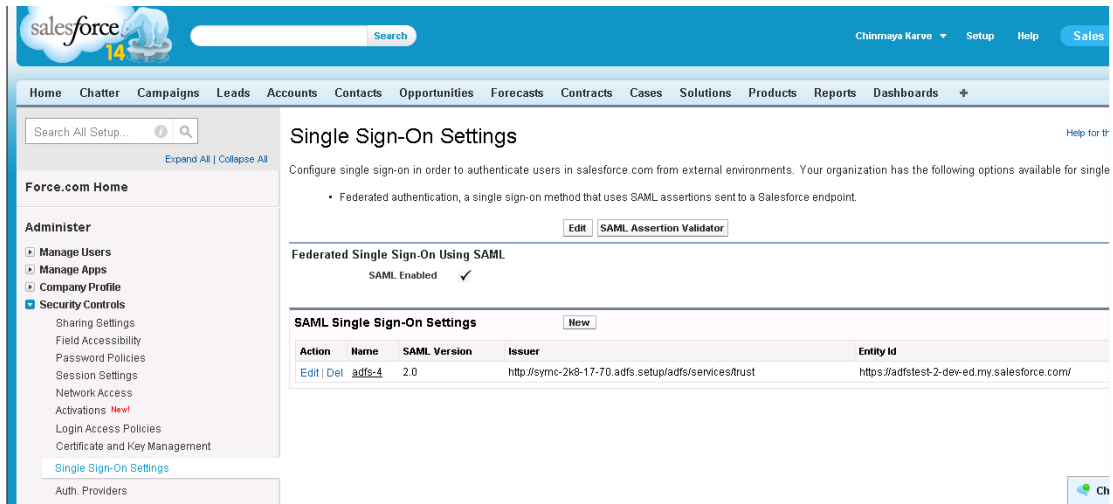 salesforce
14
Search
Chinmaya Karve
Setup
Help
Sales
Home Chatter Campaigns Leads Accounts Contacts Opportunities Forecasts Contracts Cases Solutions Products Reports Dashboards +
Search All Setup...
Expand All | Collapse All
Force.com Home
Administer
Manage Users
Manage Apps
Company Profile
Security Controls
Sharing Settings
Field Accessibility
Password Policies
Session Settings
Network Access
Activations New!
Login Access Policies
Certificate and Key Management
Single Sign-On Settings
Auth. Providers
Single Sign-On Settings
Help for th
Configure single sign-on in order to authenticate users in salesforce.com from external environments. Your organization has the following options available for single
• Federated authentication, a single sign-on method that uses SAML assertions sent to a Salesforce endpoint.
Edit SAML Assertion Validator
Federated Single Sign-On Using SAML
SAML Enabled ✓
SAML Single Sign-On Settings New
Action Name SAML Version Issuer Entity Id
Edit | Del adfs-4 2.0 http://symc-2k8-17-70.adfs.setup/adfs/services/trust https://adfstest-2-dev-ed.my.salesforce.com/
Ch